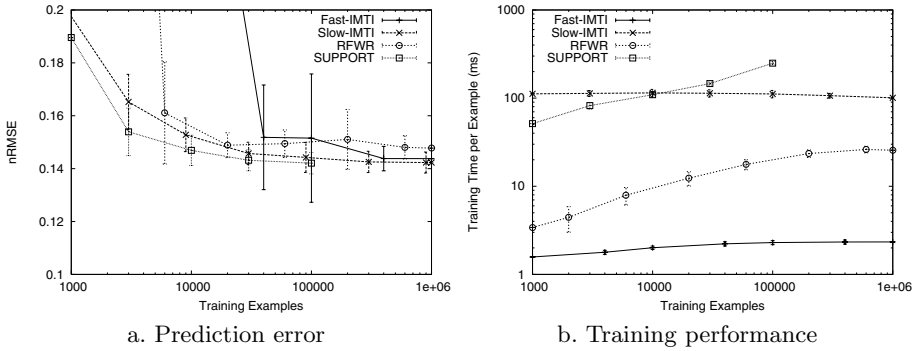 0.2
0.18
0.16
0.14
0.12
0.1
nRMSE
1000
10000
100000
1e+06
Training Examples
Fast-IMTI
Slow-IMTI
RFWR
SUPPORT
a. Prediction error
1000
100
10
1
Training Time per Example (ms)
1000
10000
100000
1e+06
Training Examples
Fast-IMTI
Slow-IMTI
RFWR
SUPPORT
b. Training performance